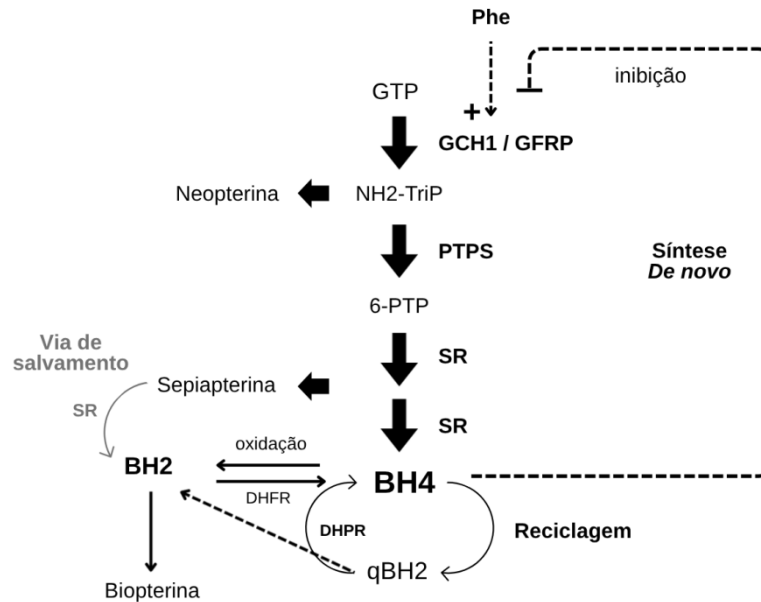 Phe
inibição
GTP
+
GCH1 / GFRP
Neopterina
NH2-TriP
PTPS
Síntese
De novo
6-PTP
Via de
salvamento
SR
Sepiapterina
SR
SR
oxidação
BH2
BH4
DHFR
DHPR
Reciclagem
qBH2
Biopterina